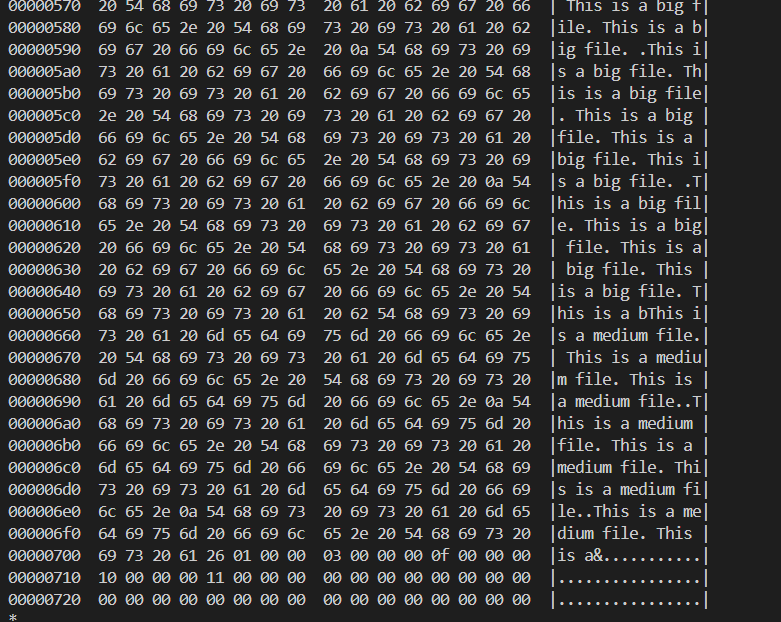 00000570  20 54 68 69 73 20 69 73  20 61 20 62 69 67 20 66  | This is a big f|
00000580  69 6c 65 2e 20 54 68 69  73 20 69 73 20 61 20 62  |ile. This is a b|
00000590  69 67 20 66 69 6c 65 2e  20 0a 54 68 69 73 20 69  |ig file. .This i|
000005a0  73 20 61 20 62 69 67 20  66 69 6c 65 2e 20 54 68  |s a big file. Th|
000005b0  69 73 20 69 73 20 61 20  62 69 67 20 66 69 6c 65  |is is a big file|
000005c0  2e 20 54 68 69 73 20 69  73 20 61 20 62 69 67 20  |. This is a big |
000005d0  66 69 6c 65 2e 20 54 68  69 73 20 69 73 20 61 20  |file. This is a |
000005e0  62 69 67 20 66 69 6c 65  2e 20 54 68 69 73 20 69  |big file. This i|
000005f0  73 20 61 20 62 69 67 20  66 69 6c 65 2e 20 0a 54  |s a big file. .T|
00000600  68 69 73 20 69 73 20 61  20 62 69 67 20 66 69 6c  |his is a big fil|
00000610  65 2e 20 54 68 69 73 20  69 73 20 61 20 62 69 67  |e. This is a big|
00000620  20 66 69 6c 65 2e 20 54  68 69 73 20 69 73 20 61  | file. This is a|
00000630  20 62 69 67 20 66 69 6c  65 2e 20 54 68 69 73 20  | big file. This |
00000640  69 73 20 61 20 62 69 67  20 66 69 6c 65 2e 20 54  |is a big file. T|
00000650  68 69 73 20 69 73 20 61  20 62 54 68 69 73 20 69  |his is a bThis i|
00000660  73 20 61 20 6d 65 64 69  75 6d 20 66 69 6c 65 2e  |s a medium file.|
00000670  20 54 68 69 73 20 69 73  20 61 20 6d 65 64 69 75  | This is a mediu|
00000680  6d 20 66 69 6c 65 2e 20  54 68 69 73 20 69 73 20  |m file. This is |
00000690  61 20 6d 65 64 69 75 6d  20 66 69 6c 65 2e 0a 54  |a medium file..T|
000006a0  68 69 73 20 69 73 20 61  20 6d 65 64 69 75 6d 20  |his is a medium |
000006b0  66 69 6c 65 2e 20 54 68  69 73 20 69 73 20 61 20  |file. This is a |
000006c0  6d 65 64 69 75 6d 20 66  69 6c 65 2e 20 54 68 69  |medium file. Thi|
000006d0  73 20 69 73 20 61 20 6d  65 64 69 75 6d 20 66 69  |s is a medium fi|
000006e0  6c 65 2e 0a 54 68 69 73  20 69 73 20 61 20 6d 65  |le..This is a me|
000006f0  64 69 75 6d 20 66 69 6c  65 2e 20 54 68 69 73 20  |dium file. This |
00000700  69 73 20 61 26 01 00 00  03 00 00 00 0f 00 00 00  |is a&...........|
00000710  10 00 00 00 11 00 00 00  00 00 00 00 00 00 00 00  |................|
00000720  00 00 00 00 00 00 00 00  00 00 00 00 00 00 00 00  |................|
*